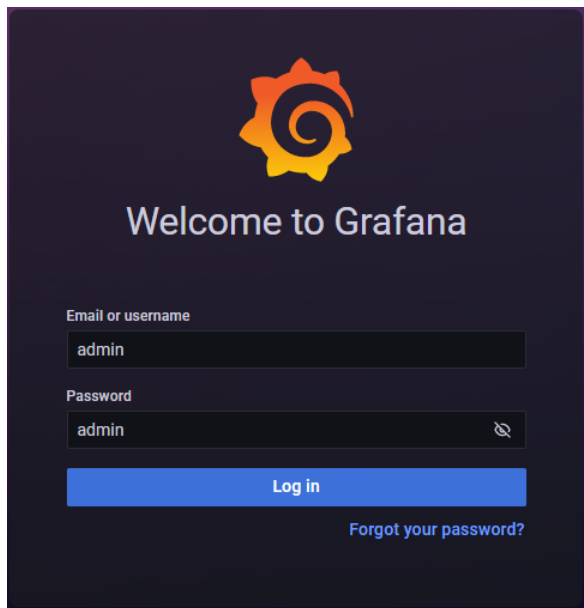 Welcome to Grafana
Email or username
admin
Password
admin
Log in
Forgot your password?